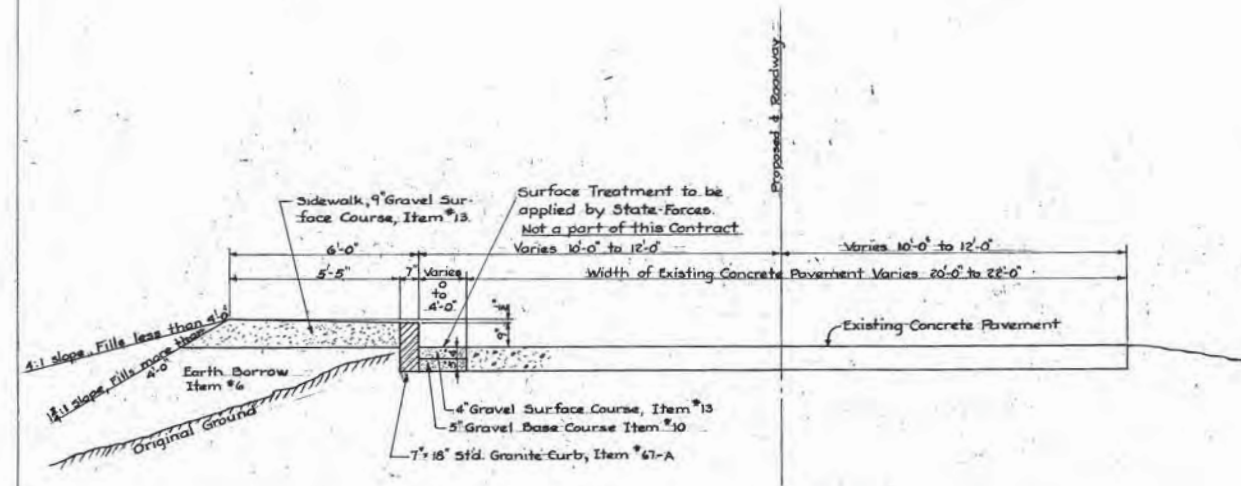 Proposed ℄ Roadway
Sidewalk, 9" Gravel Sur-
face Course, Item #13.
Surface Treatment to be
applied by State Forces.
Not a part of this Contract
6'-0"
Varies 10'-0" to 12'-0"
Varies 10'-0" to 12'-0"
5'-5"
7"
Varies
0
to
4'-0"
Width of Existing Concrete Pavement Varies 20'-0" to 22'-0"
9"
4:1 slope, Fills less than 4'-0"
slope, Fills more than
4'-0"
Existing Concrete Pavement
Earth Borrow
Item #6
Original Ground
4" Gravel Surface Course, Item #13
5" Gravel Base Course Item #10
7" x 18" Std. Granite Curb, Item #67-A